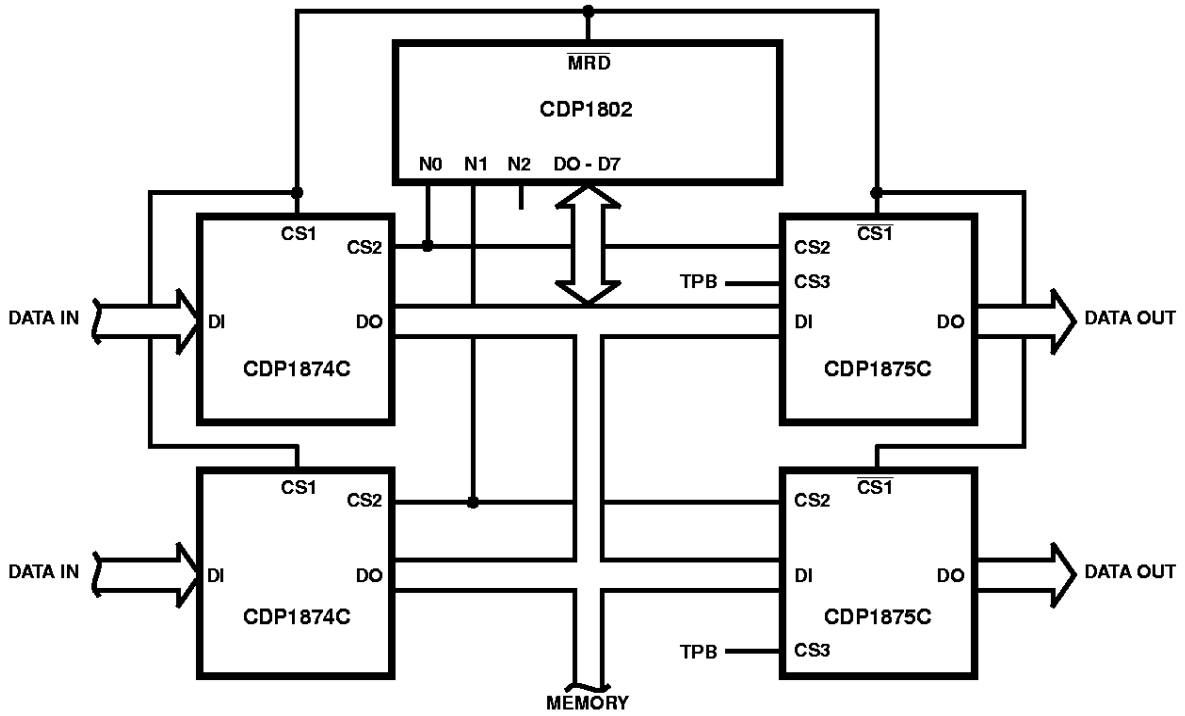 MRD
CDP1802
N0 N1 N2 DO - D7
CS1
CS2
DI
DO
CDP1874C
DATA IN
CS1
CS2
TPB
CS3
DI
DO
CDP1875C
DATA OUT
CS1
CS2
DI
DO
CDP1874C
DATA IN
CS1
CS2
DI
DO
CDP1875C
TPB
CS3
DATA OUT
MEMORY